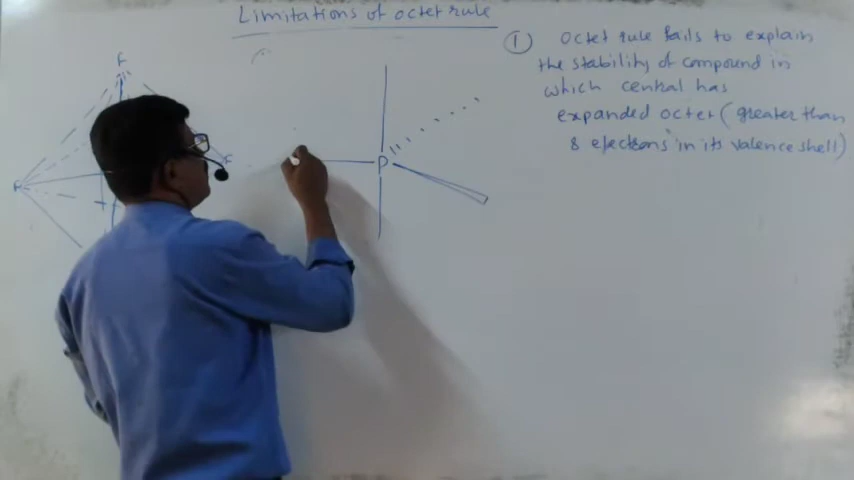 Limitations of octet rule
① Octet rule fails to explain
the stability of compound in
which central has
expanded octet (greater than
8 electrons in its valence shell)
F
F
F
P